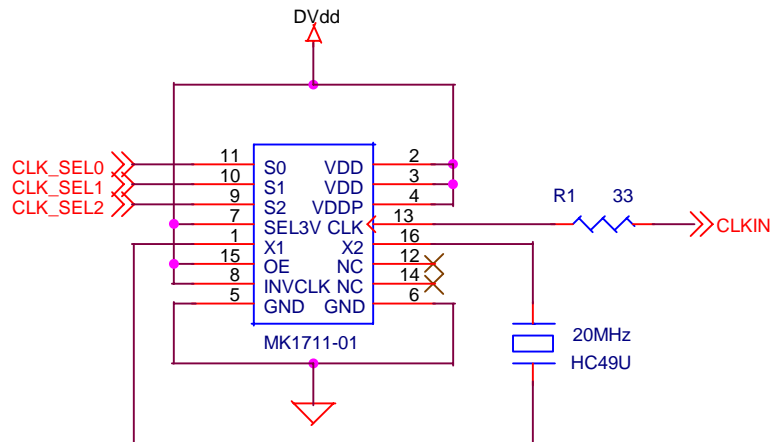 DVdd
CLK_SEL0 11 S0 VDD 2
CLK_SEL1 10 S1 VDD 3
CLK_SEL2 9 S2 VDDP 4
7 SEL3V CLK 13 R1 33 CLKIN
1 X1 X2 16
15 OE NC 12
8 INVCLK NC 14
5 GND GND 6
MK1711-01
20MHz
HC49U